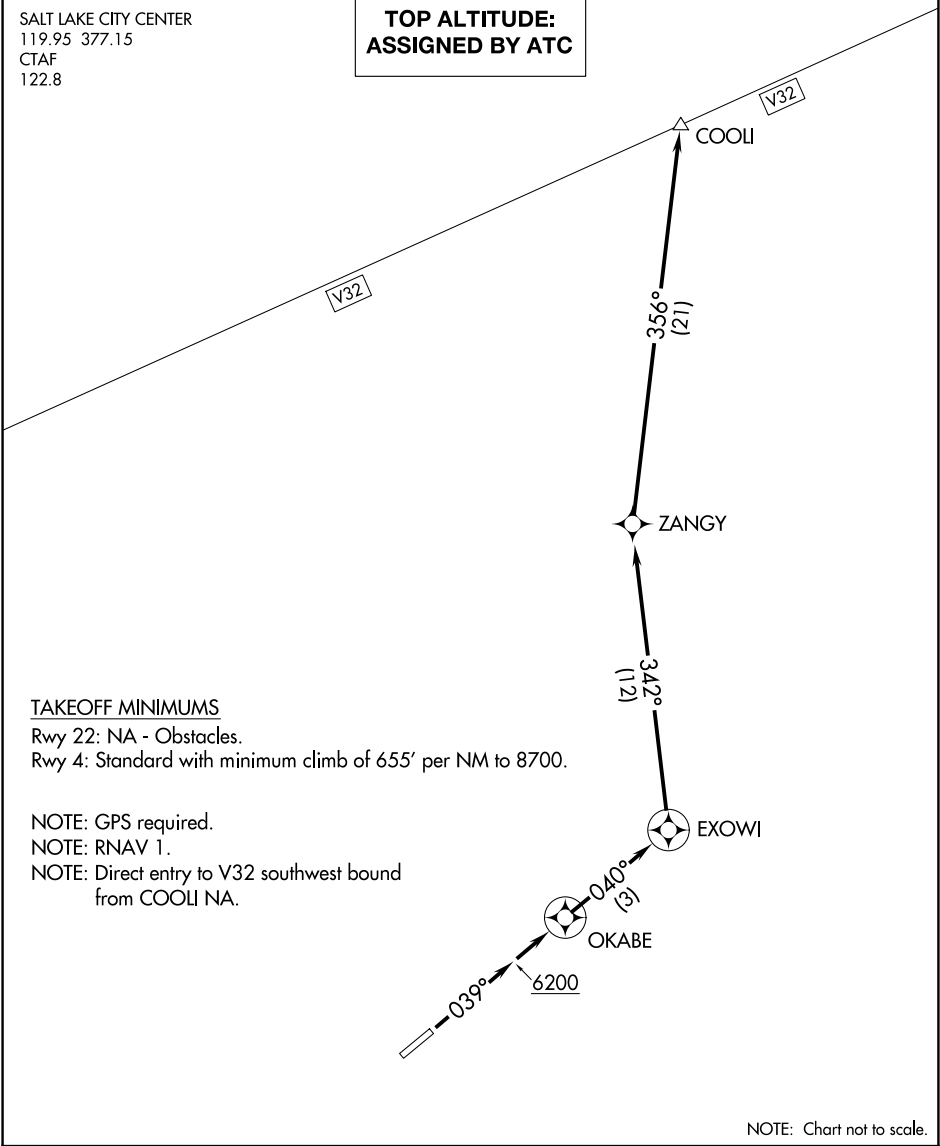 SALT LAKE CITY CENTER
119.95 377.15
CTAF
122.8
TOP ALTITUDE:
ASSIGNED BY ATC
V32
COOLI
V32
356°
(21)
ZANGY
342°
(12)
TAKEOFF MINIMUMS
Rwy 22: NA - Obstacles.
Rwy 4: Standard with minimum climb of 655' per NM to 8700.
NOTE: GPS required.
NOTE: RNAV 1.
NOTE: Direct entry to V32 southwest bound
from COOLI NA.
EXOWI
040°
(3)
OKABE
6200
039°
NOTE: Chart not to scale.